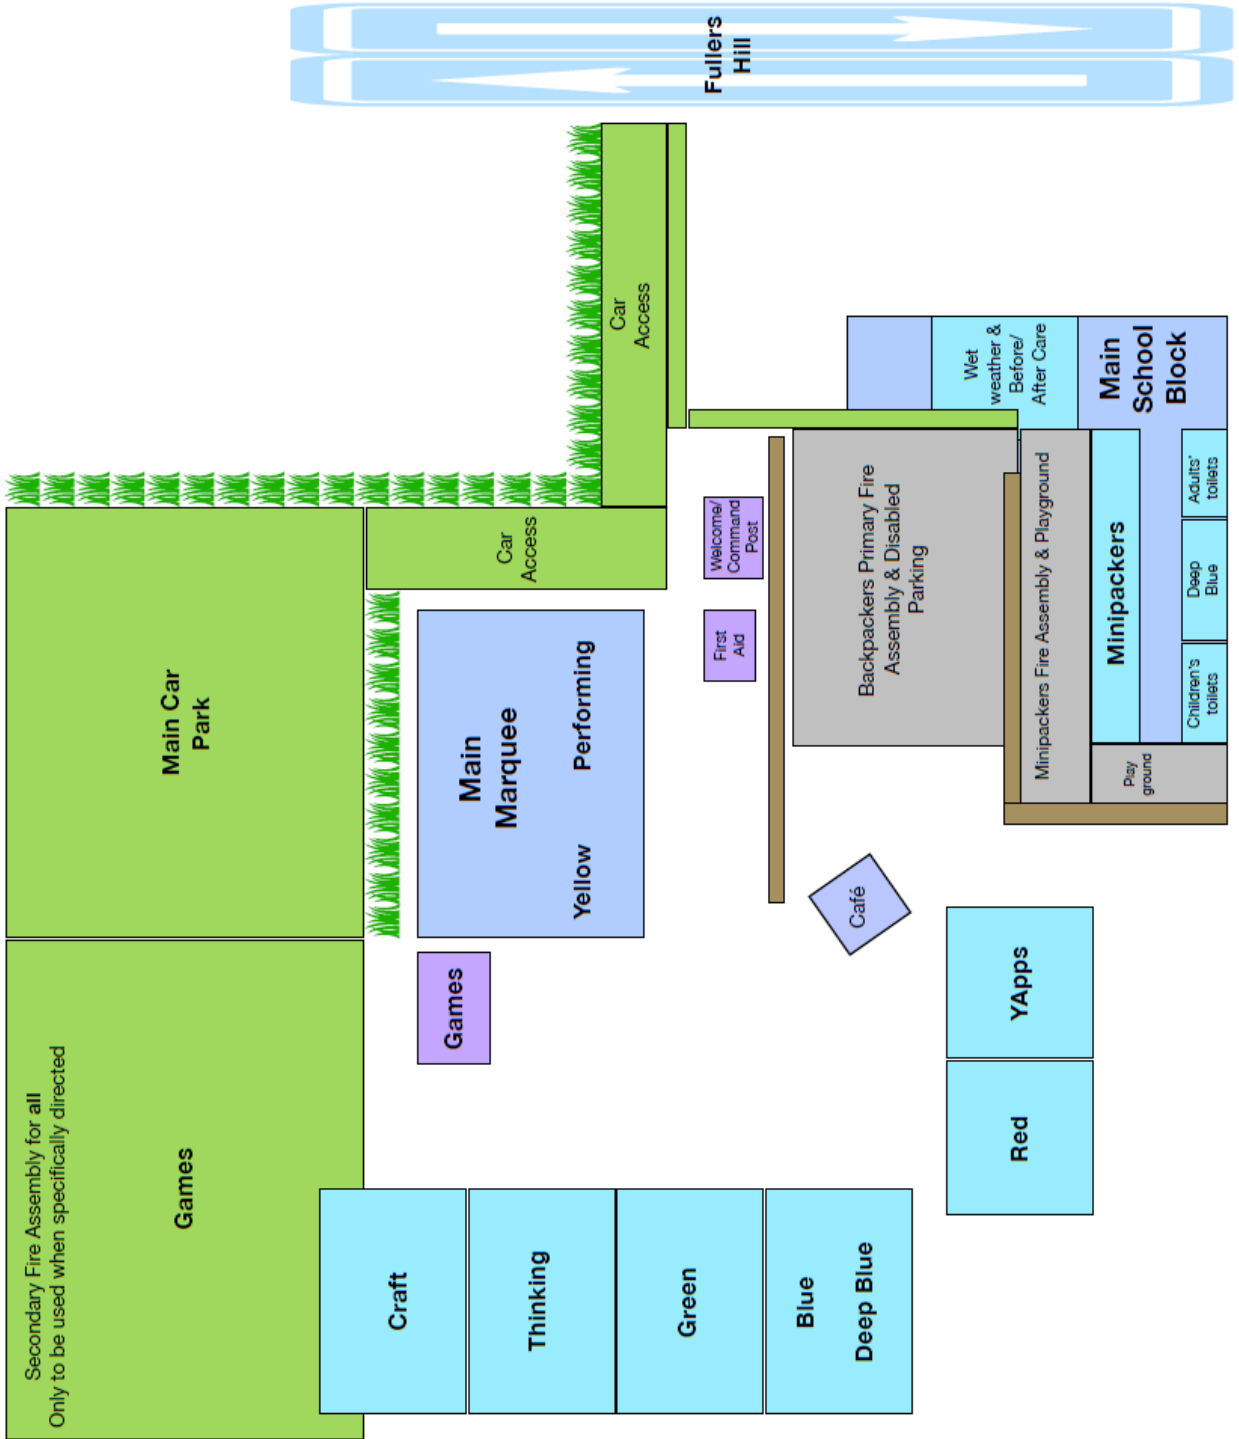 Fullers
Hill
Car
Access
Wet
weather &
Before/
After Care
Main
School
Block
Main Car
Park
Car
Access
Welcome/
Command
Post
First
Aid
Backpackers Primary Fire
Assembly & Disabled
Parking
Minipackers Fire Assembly & Playground
Minipackers
Adults'
toilets
Deep
Blue
Children's
toilets
Play
ground
Main
Marquee
Yellow
Performing
Café
Games
YApps
Red
Secondary Fire Assembly for all
Only to be used when specifically directed
Games
Craft
Thinking
Green
Blue
Deep Blue